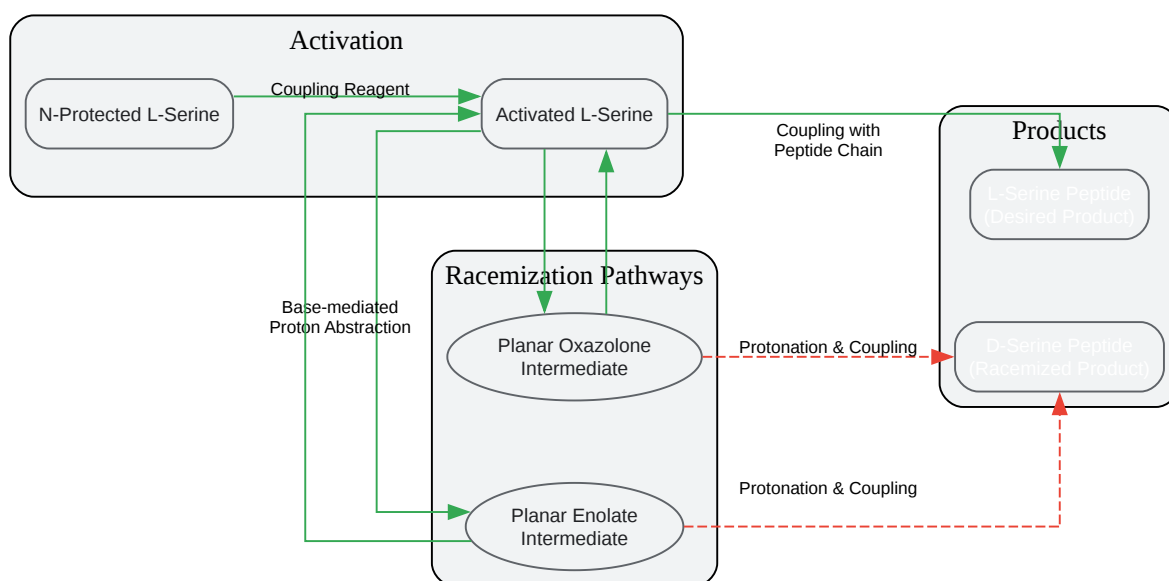 Activation
Coupling Reagent
N-Protected L-Serine
Activated L-Serine
Coupling with
Peptide Chain
Products
L-Serine Peptide
(Desired Product)
Racemization Pathways
Base-mediated
Proton Abstraction
Planar Oxazolone
Intermediate
Protonation & Coupling
D-Serine Peptide
(Racemized Product)
Planar Enolate
Intermediate
Protonation & Coupling